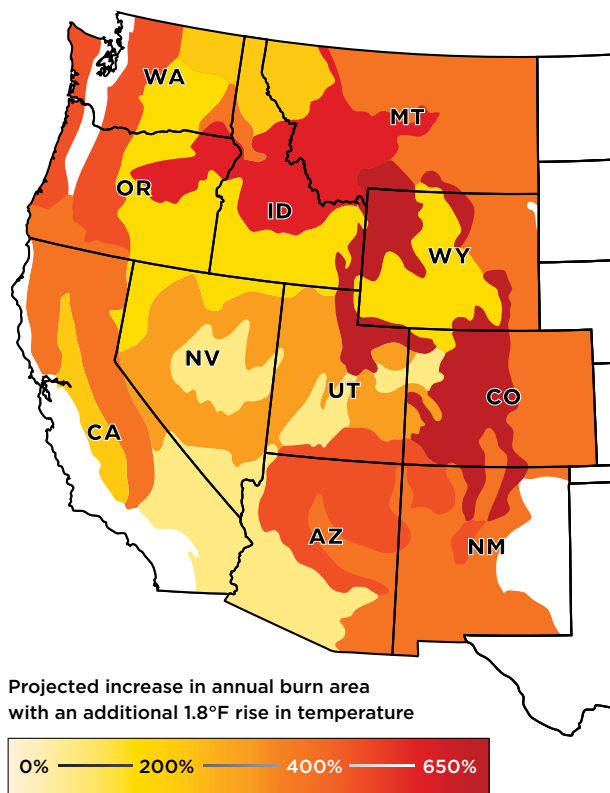 WA
MT
OR
ID
WY
NV
UT
CO
CA
AZ
NM
Projected increase in annual burn area
with an additional 1.8°F rise in temperature
0% 200% 400% 650%